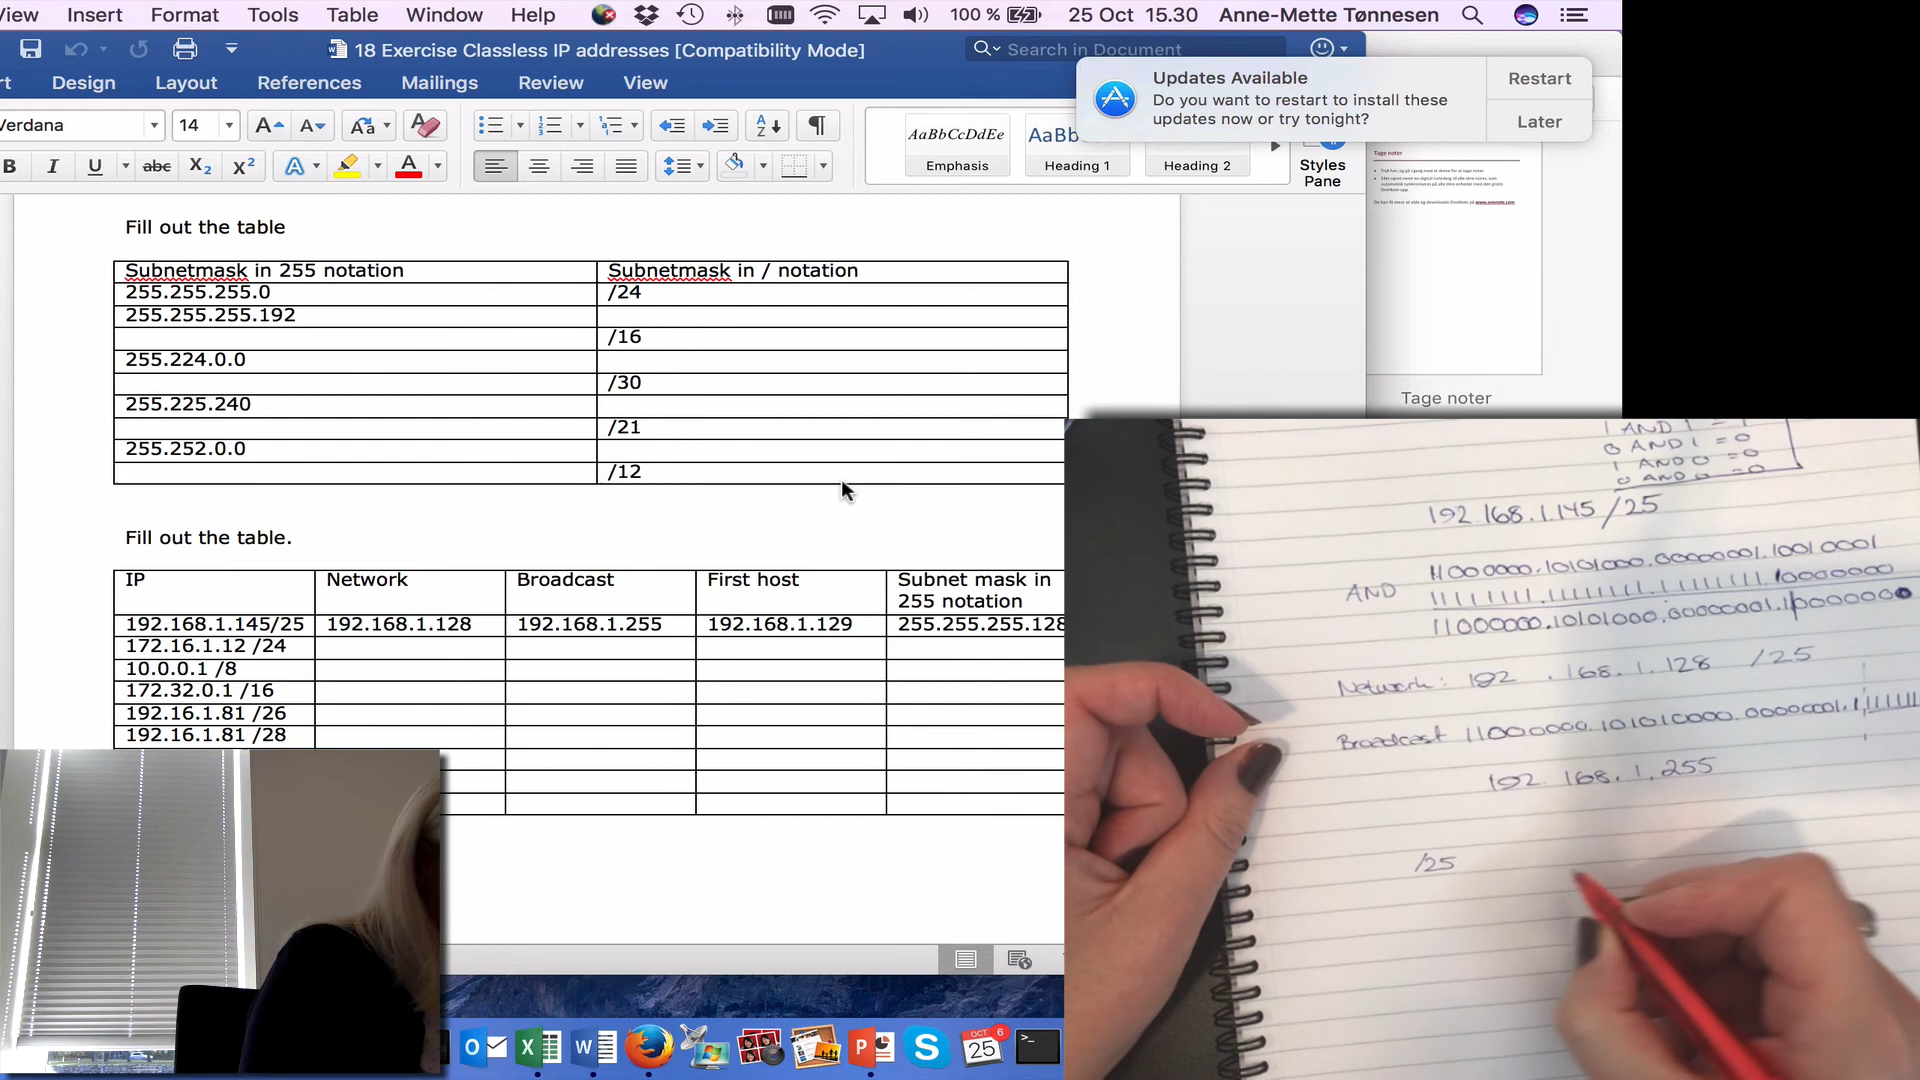 View Insert Format Tools Table Window Help 100 % 25 Oct 15.30 Anne-Mette Tønnesen
18 Exercise Classless IP addresses [Compatibility Mode] Search in Document
Design Layout References Mailings Review View
Updates Available
Do you want to restart to install these
updates now or try tonight?
Restart
Later
Verdana 14
AaBbCcDdEe AaBb
Emphasis Heading 1 Heading 2
Styles
Pane
Tage noter
Tage noter
Fill out the table
Subnetmask in 255 notation Subnetmask in / notation
255.255.255.0 /24
255.255.255.192
/16
255.224.0.0
/30
255.225.240
/21
255.252.0.0
/12
Fill out the table.
IP Network Broadcast First host Subnet mask in
255 notation
192.168.1.145/25 192.168.1.128 192.168.1.255 192.168.1.129 255.255.255.128
172.16.1.12 /24
10.0.0.1 /8
172.32.0.1 /16
192.16.1.81 /26
192.16.1.81 /28
1 AND 1 = 1
0 AND 1 = 0
1 AND 0 = 0
0 AND 0 = 0
192.168.1.145 /25
11000000.10101000.00000001.10010001
AND 11111111.11111111.11111111.10000000
11000000.10101000.00000001.10000000
Network: 192 .168.1.128 /25
Broadcast 11000000.101010000.00000001.11111111
192.168.1.255
/25
OCT 6
25